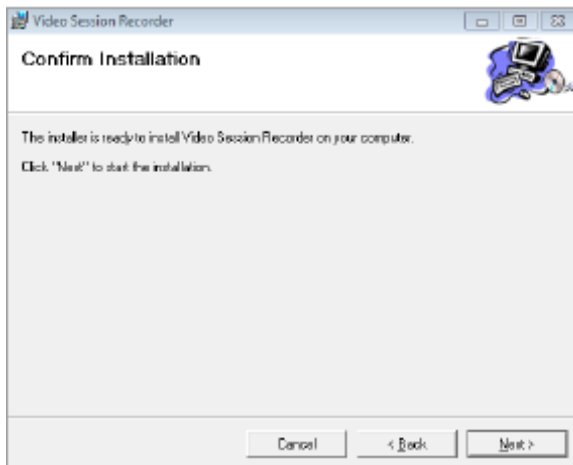 Video Session Recorder
Confirm Installation
The installer is ready to install Video Session Recorder on your computer.
Click "Next" to start the installation.
Cancel
< Back
Next >